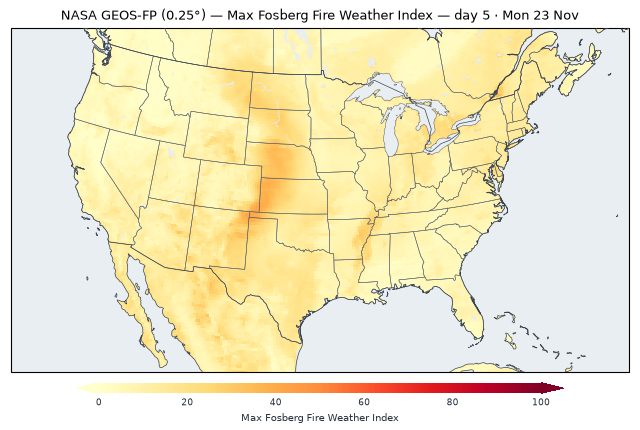 NASA GEOS-FP (0.25°) — Max Fosberg Fire Weather Index — day 5 · Mon 23 Nov
0 20 40 60 80 100
Max Fosberg Fire Weather Index